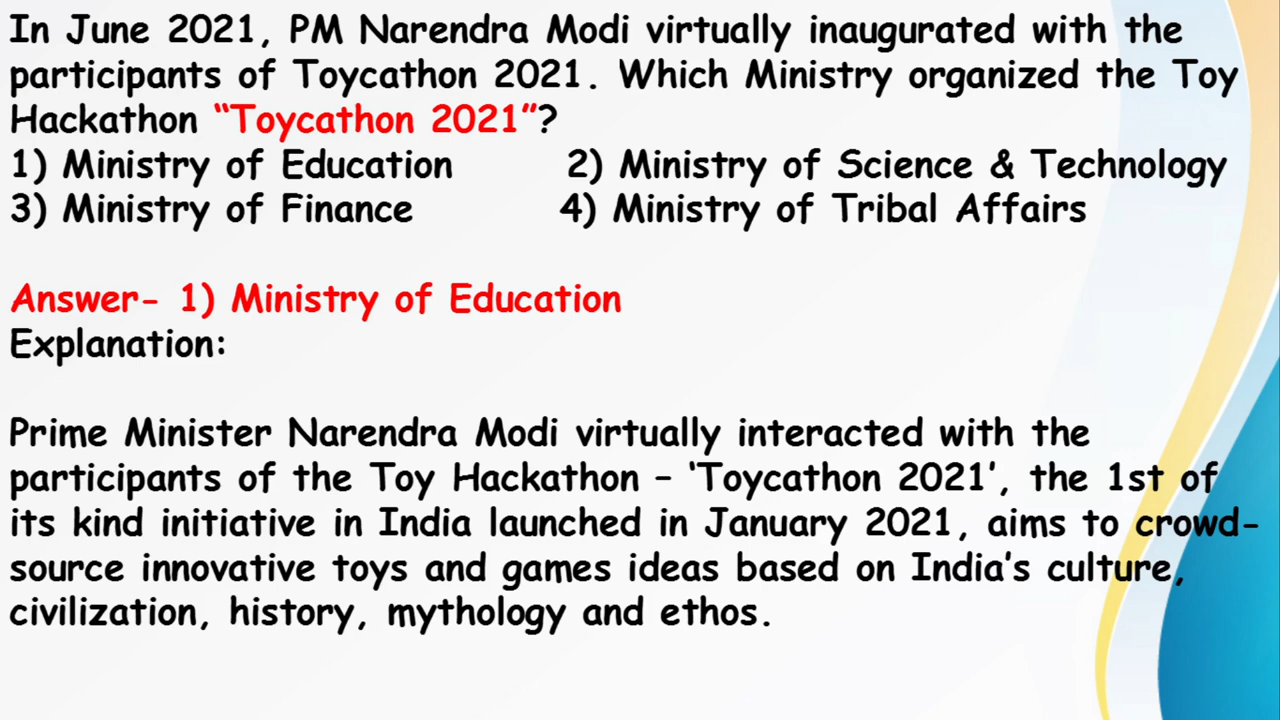 In June 2021, PM Narendra Modi virtually inaugurated with the
participants of Toycathon 2021. Which Ministry organized the Toy
Hackathon “Toycathon 2021”?
1) Ministry of Education 2) Ministry of Science & Technology
3) Ministry of Finance 4) Ministry of Tribal Affairs
Answer- 1) Ministry of Education
Explanation:
Prime Minister Narendra Modi virtually interacted with the
participants of the Toy Hackathon – ‘Toycathon 2021’, the 1st of
its kind initiative in India launched in January 2021, aims to crowd-
source innovative toys and games ideas based on India’s culture,
civilization, history, mythology and ethos.